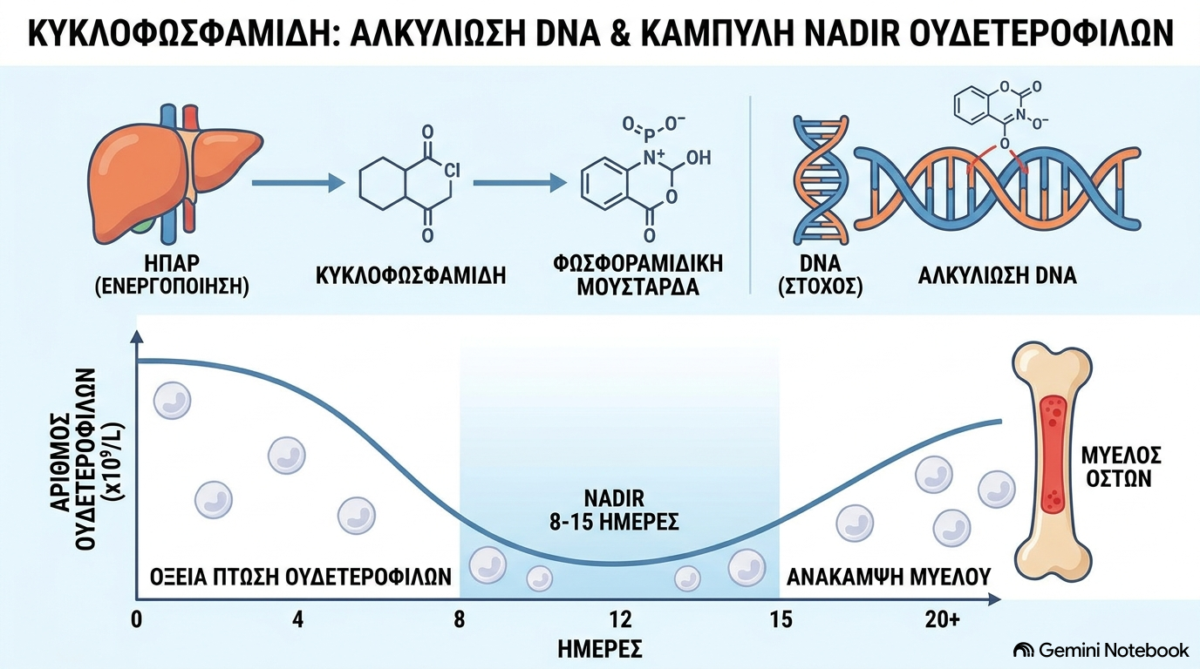 ΚΥΚΛΟΦΩΣΦΑΜΙΔΗ: ΑΛΚΥΛΙΩΣΗ DNA & ΚΑΜΠΥΛΗ NADIR ΟΥΔΕΤΕΡΟΦΙΛΩΝ
ΗΠΑΡ
(ΕΝΕΡΓΟΠΟΙΗΣΗ)
O
Cl
O
ΚΥΚΛΟΦΩΣΦΑΜΙΔΗ
O
P
O⁻
N⁺
OH
O
O
ΦΩΣΦΟΡΑΜΙΔΙΚΗ
ΜΟΥΣΤΑΡΔΑ
DNA
(ΣΤΟΧΟΣ)
O
O
N
O⁻
O
ΑΛΚΥΛΙΩΣΗ DNA
ΑΡΙΘΜΟΣ
ΟΥΔΕΤΕΡΟΦΙΛΩΝ
(x10⁹/L)
NADIR
8-15 ΗΜΕΡΕΣ
ΟΞΕΙΑ ΠΤΩΣΗ ΟΥΔΕΤΕΡΟΦΙΛΩΝ
ΑΝΑΚΑΜΨΗ ΜΥΕΛΟΥ
ΜΥΕΛΟΣ
ΟΣΤΩΝ
0 4 8 12 15 20+
ΗΜΕΡΕΣ
Gemini Notebook